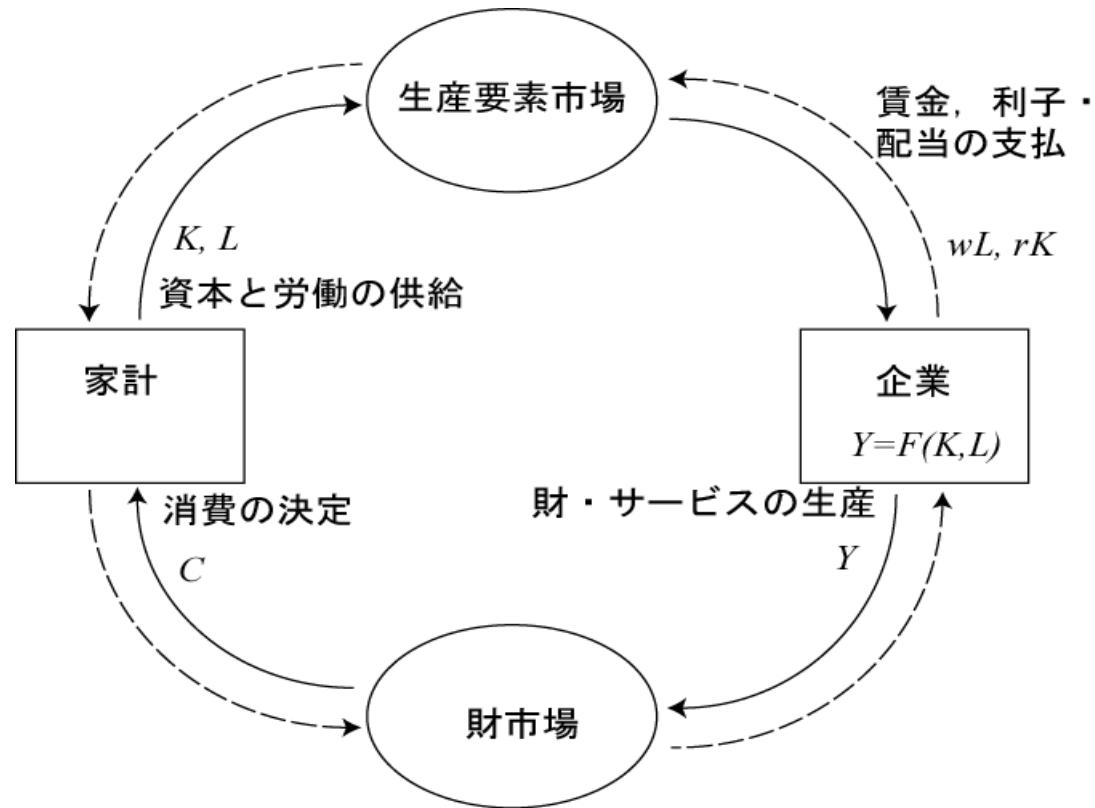 生産要素市場
賃金，利子・
配当の支払
K, L
wL, rK
資本と労働の供給
家計
企業
Y=F(K,L)
消費の決定
財・サービスの生産
C
Y
財市場